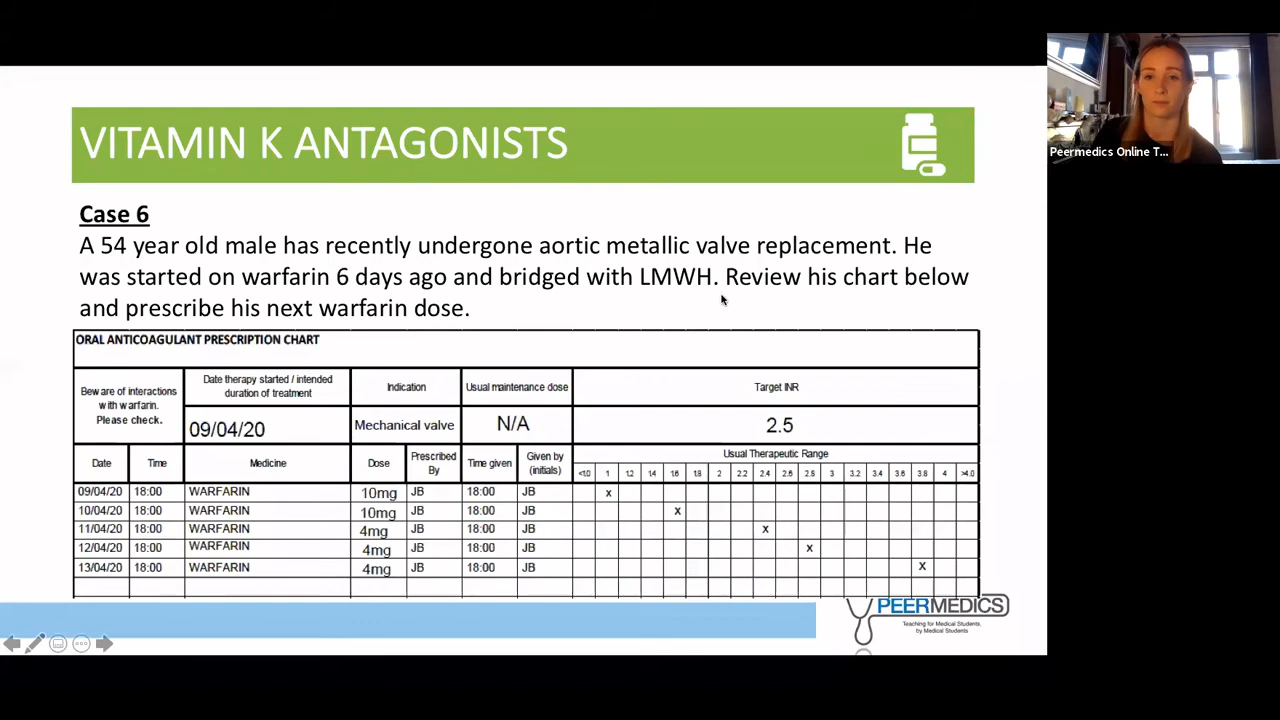 VITAMIN K ANTAGONISTS
Peermedics Online T...
Case 6
A 54 year old male has recently undergone aortic metallic valve replacement. He
was started on warfarin 6 days ago and bridged with LMWH. Review his chart below
and prescribe his next warfarin dose.
ORAL ANTICOAGULANT PRESCRIPTION CHART
Beware of interactions
with warfarin.
Please check.
Date therapy started / intended
duration of treatment
Indication
Usual maintenance dose
Target INR
09/04/20
Mechanical valve
N/A
2.5
Date
Time
Medicine
Dose
Prescribed
By
Time given
Given by
(initials)
Usual Therapeutic Range
<1.0 1 1.2 1.4 1.6 1.8 2 2.2 2.4 2.6 2.8 3 3.2 3.4 3.6 3.8 4 >4.0
09/04/20 18:00 WARFARIN 10mg JB 18:00 JB x
10/04/20 18:00 WARFARIN 10mg JB 18:00 JB x
11/04/20 18:00 WARFARIN 4mg JB 18:00 JB x
12/04/20 18:00 WARFARIN 4mg JB 18:00 JB x
13/04/20 18:00 WARFARIN 4mg JB 18:00 JB x
PEERMEDICS
Teaching for Medical Students,
by Medical Students